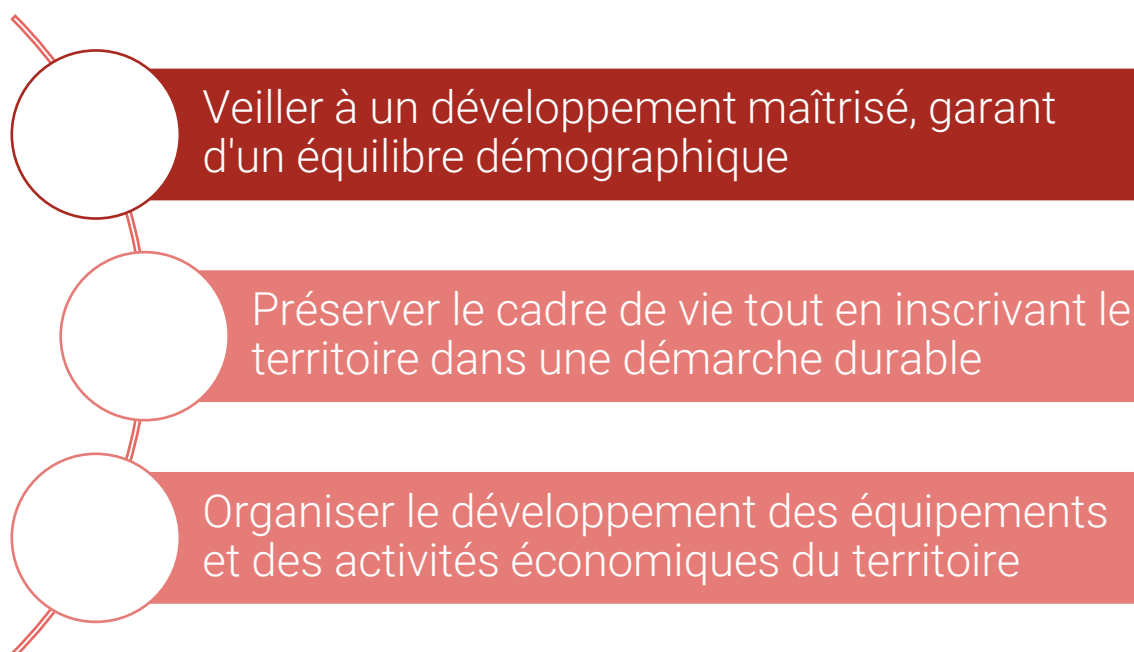 Veiller à un développement maîtrisé, garant
d'un équilibre démographique
Préserver le cadre de vie tout en inscrivant le
territoire dans une démarche durable
Organiser le développement des équipements
et des activités économiques du territoire